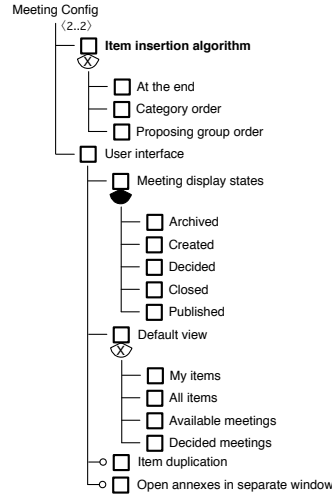 Meeting Config
⟨2..2⟩
Item insertion algorithm
X
At the end
Category order
Proposing group order
User interface
Meeting display states
Archived
Created
Decided
Closed
Published
Default view
X
My items
All items
Available meetings
Decided meetings
Item duplication
Open annexes in separate window